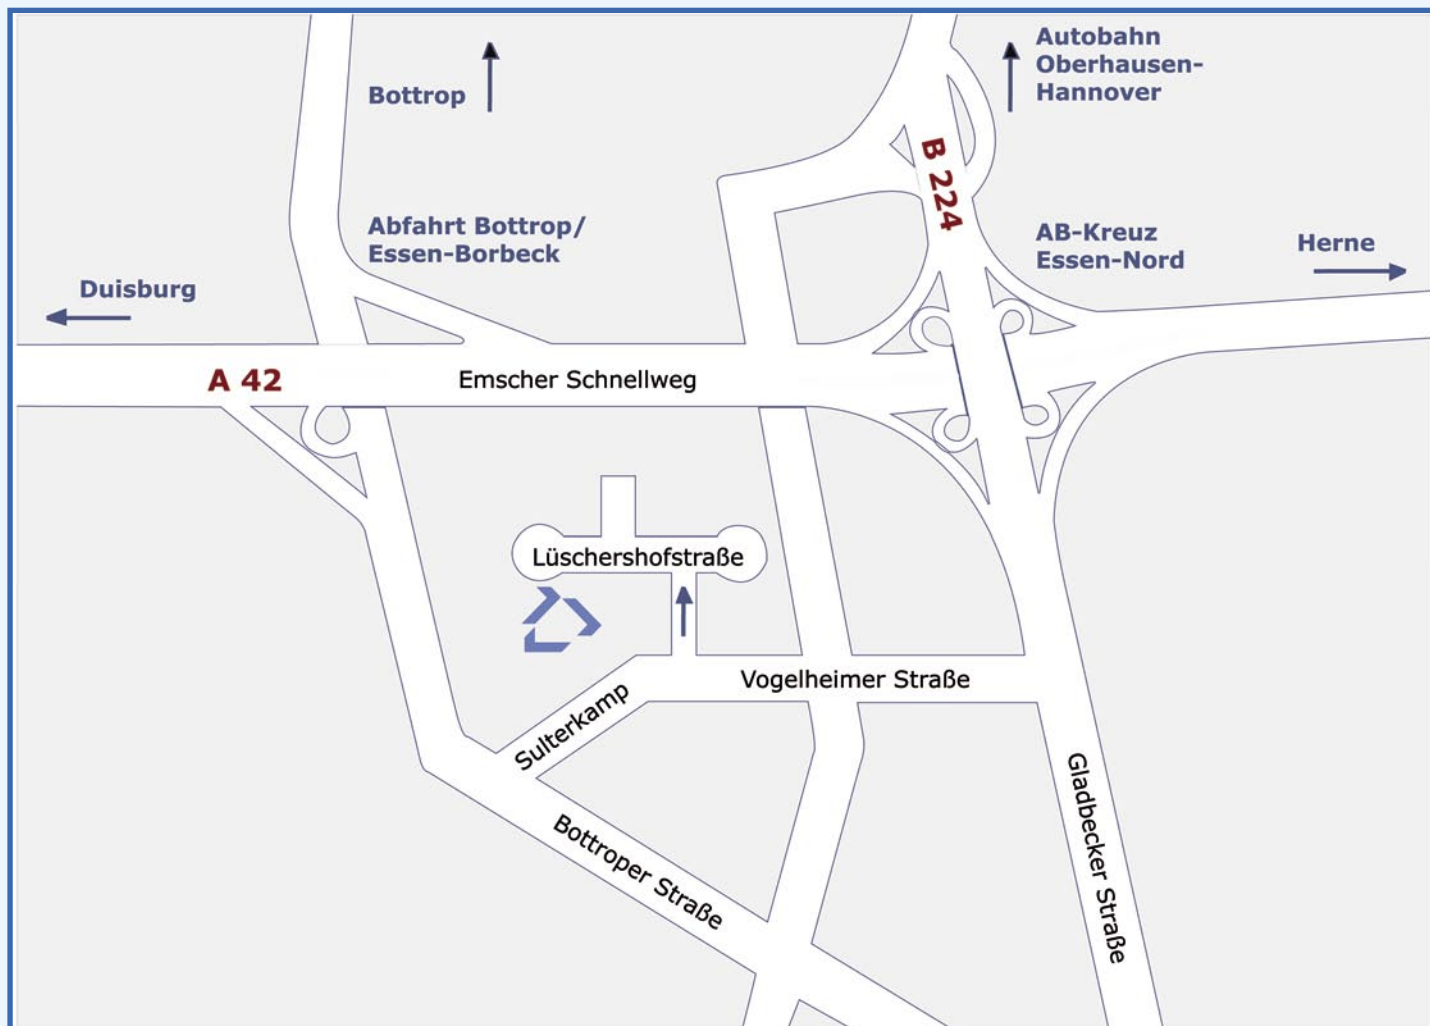 Autobahn
Oberhausen-
Hannover
Bottrop
B 224
Abfahrt Bottrop/
Essen-Borbeck
AB-Kreuz
Essen-Nord
Herne
Duisburg
A 42
Emscher Schnellweg
Lüschershofstraße
Vogelheimer Straße
Sulterkamp
Bottroper Straße
Gladbecker Straße